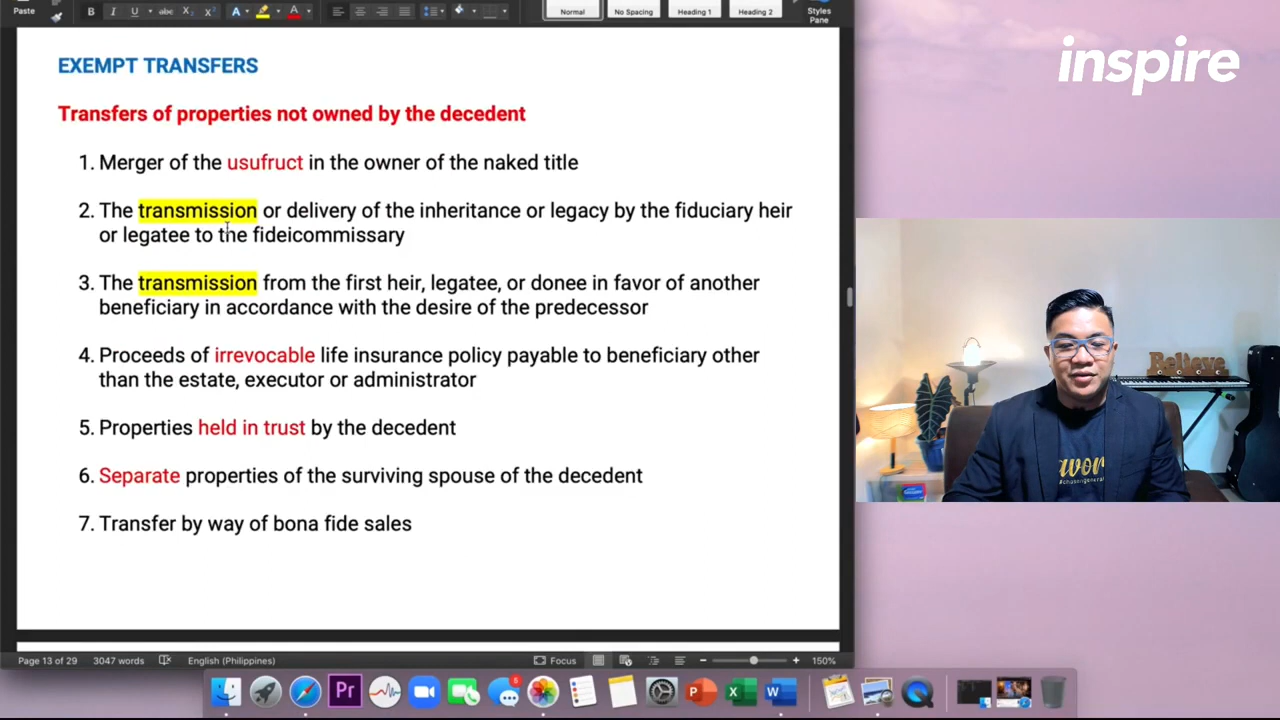 Paste
B I U abc X₂ X² A A
Normal No Spacing Heading 1 Heading 2 Styles
Pane
inspire
EXEMPT TRANSFERS
Transfers of properties not owned by the decedent
1. Merger of the usufruct in the owner of the naked title
2. The transmission or delivery of the inheritance or legacy by the fiduciary heir
or legatee to the fideicommissary
3. The transmission from the first heir, legatee, or donee in favor of another
beneficiary in accordance with the desire of the predecessor
4. Proceeds of irrevocable life insurance policy payable to beneficiary other
than the estate, executor or administrator
5. Properties held in trust by the decedent
6. Separate properties of the surviving spouse of the decedent
7. Transfer by way of bona fide sales
Believe
Page 13 of 29 3047 words English (Philippines) Focus 150%
Pr 5 P X W